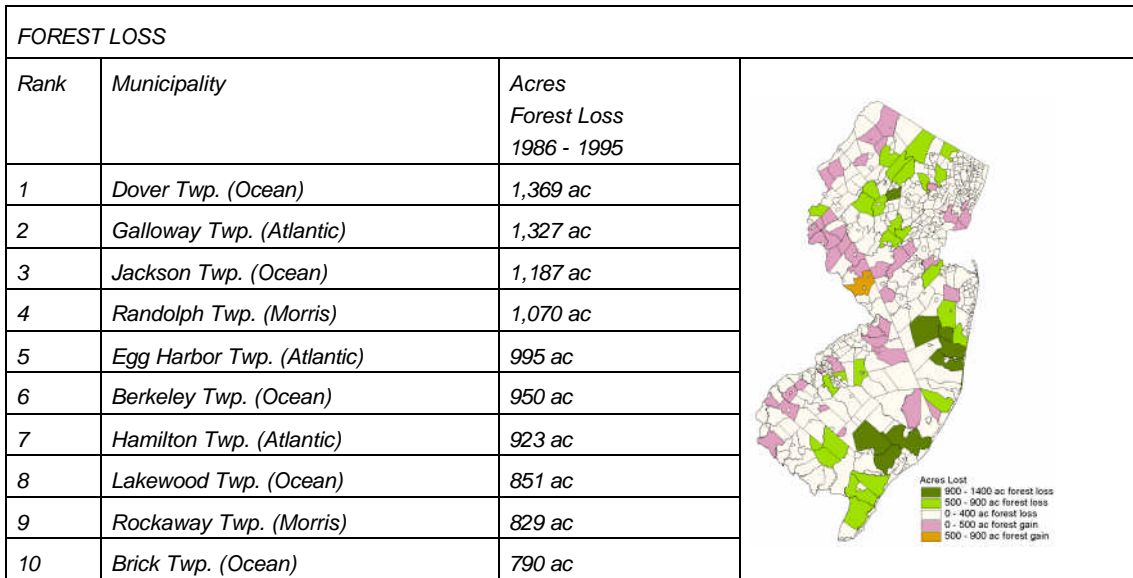 FOREST LOSS
Rank Municipality Acres
Forest Loss
1986 - 1995
1 Dover Twp. (Ocean) 1,369 ac
2 Galloway Twp. (Atlantic) 1,327 ac
3 Jackson Twp. (Ocean) 1,187 ac
4 Randolph Twp. (Morris) 1,070 ac
5 Egg Harbor Twp. (Atlantic) 995 ac
6 Berkeley Twp. (Ocean) 950 ac
7 Hamilton Twp. (Atlantic) 923 ac
8 Lakewood Twp. (Ocean) 851 ac
9 Rockaway Twp. (Morris) 829 ac
10 Brick Twp. (Ocean) 790 ac
Acres Lost
900 - 1400 ac forest loss
500 - 900 ac forest loss
0 - 400 ac forest loss
0 - 500 ac forest gain
500 - 900 ac forest gain